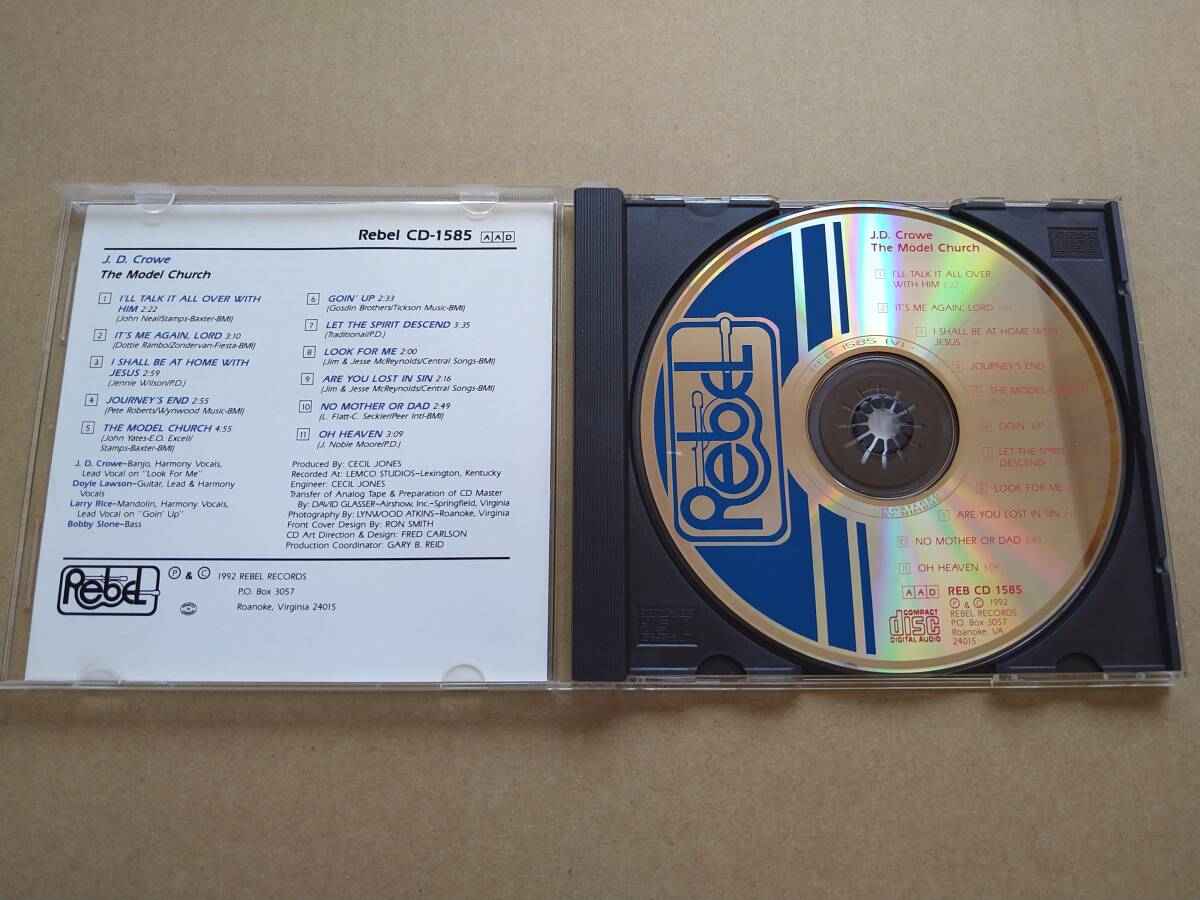 Rebel CD-1585 AAD
J. D. Crowe
The Model Church
1 I'LL TALK IT ALL OVER WITH
HIM 2:22
(John Neal/Stamps-Baxter-BMI)
2 IT'S ME AGAIN, LORD 3:10
(Dottie Rambo/Zondervan-Fiesta-BMI)
3 I SHALL BE AT HOME WITH
JESUS 2:59
(Jennie Wilson/P.D.)
4 JOURNEY'S END 2:55
(Pete Roberts/Wynwood Music-BMI)
5 THE MODEL CHURCH 4:55
(John Yates-E.O. Excell/
Stamps-Baxter-BMI)
6 GOIN' UP 2:33
(Gosdin Brothers/Tickson Music-BMI)
7 LET THE SPIRIT DESCEND 3:35
(Traditional/P.D.)
8 LOOK FOR ME 2:00
(Jim & Jesse McReynolds/Central Songs-BMI)
9 ARE YOU LOST IN SIN 2:16
(Jim & Jesse McReynolds/Central Songs-BMI)
10 NO MOTHER OR DAD 2:49
(L. Flatt-C. Seckler/Peer Intl-BMI)
11 OH HEAVEN 3:09
(J. Noble Moore/P.D.)
J. D. Crowe-Banjo, Harmony Vocals,
Lead Vocal on "Look For Me"
Doyle Lawson-Guitar, Lead & Harmony
Vocals
Larry Rice-Mandolin, Harmony Vocals,
Lead Vocal on "Goin' Up"
Bobby Slone-Bass
Produced By: CECIL JONES
Recorded At: LEMCO STUDIOS-Lexington, Kentucky
Engineer: CECIL JONES
Transfer of Analog Tape & Preparation of CD Master
By: DAVID GLASSER-Airshow, Inc.-Springfield, Virginia
Photography By: LYNWOOD ATKINS-Roanoke, Virginia
Front Cover Design By: RON SMITH
CD Art Direction & Design: FRED CARLSON
Production Coordinator: GARY B. REID
Rebel
Ⓟ & © 1992 REBEL RECORDS
P.O. Box 3057
Roanoke, Virginia 24015
Rebel
J.D. Crowe
The Model Church
1 I'LL TALK IT ALL OVER
WITH HIM 2:22
2 IT'S ME AGAIN, LORD
3 I SHALL BE AT HOME WITH
JESUS 2:59
4 JOURNEY'S END
5 THE MODEL CHURCH
6 GOIN' UP
7 LET THE SPIRIT
DESCEND
8 LOOK FOR ME
9 ARE YOU LOST IN SIN
10 NO MOTHER OR DAD 2:49
11 OH HEAVEN 3:09
AAD REB CD 1585
Ⓟ & © 1992
REBEL RECORDS
P.O. Box 3057
Roanoke, VA
24015
COMPACT
disc
DIGITAL AUDIO
REB 1585 (V)
MASTERED
BY NIMBUS